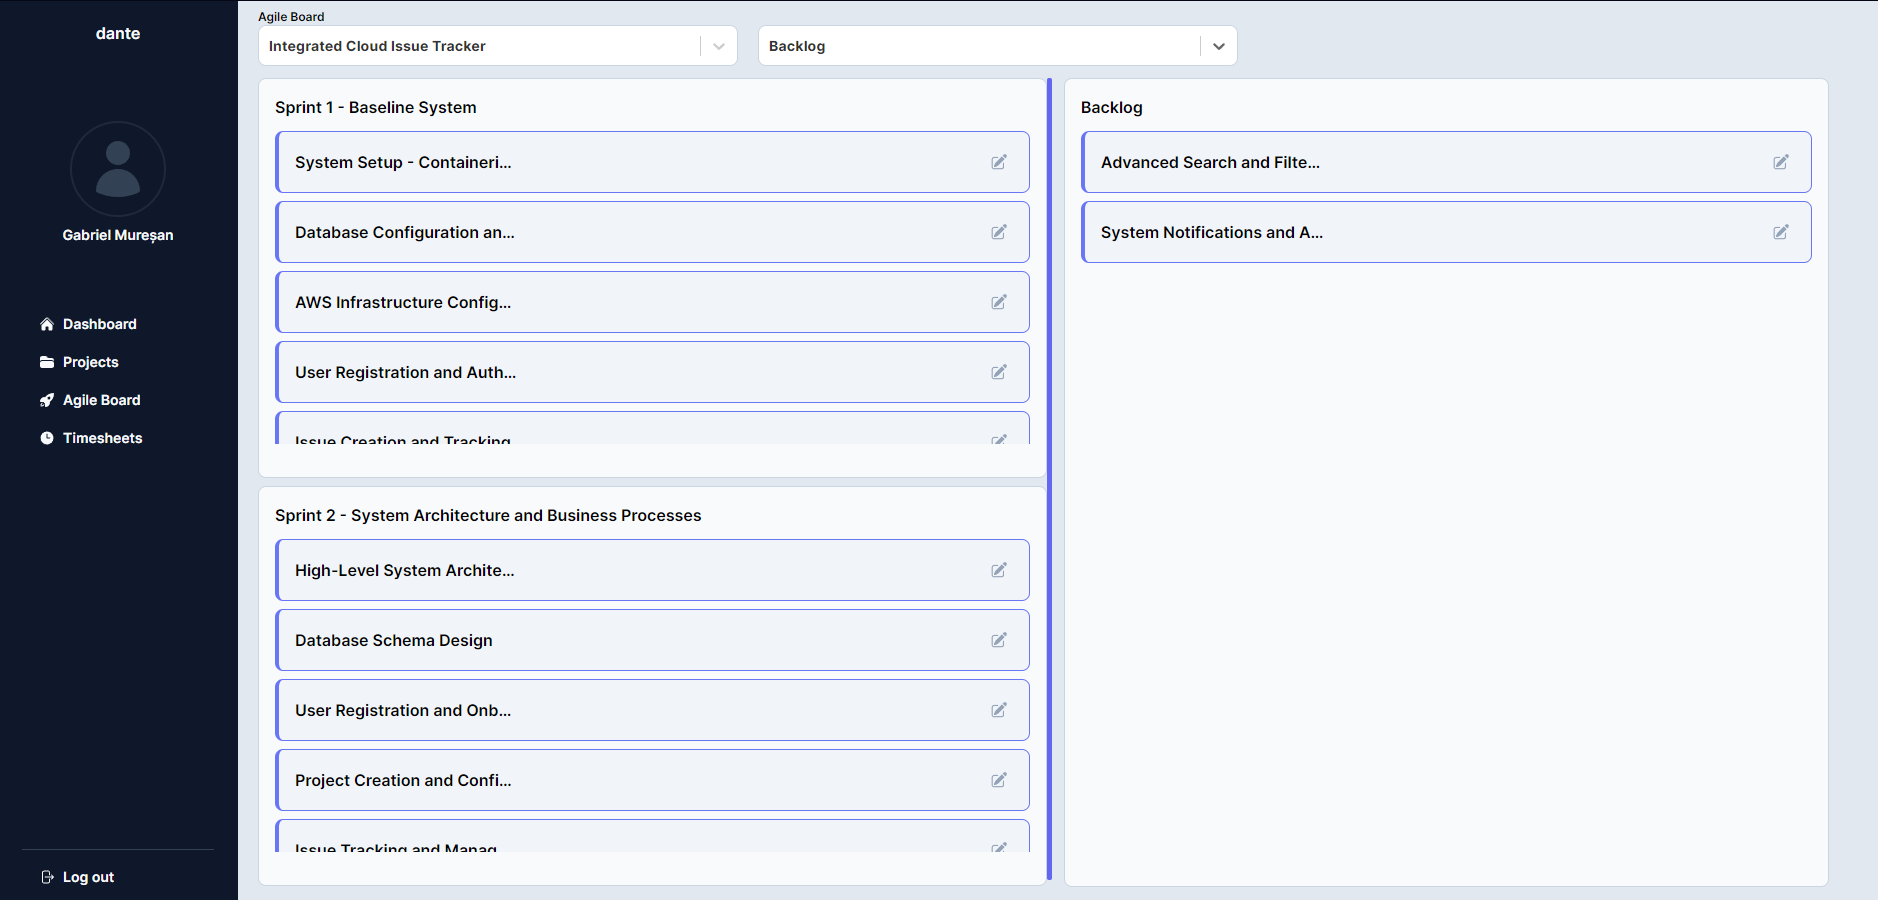 dante
Gabriel Mureșan
Dashboard
Projects
Agile Board
Timesheets
Log out
Agile Board
Integrated Cloud Issue Tracker
Backlog
Sprint 1 - Baseline System
System Setup - Containeri...
Database Configuration an...
AWS Infrastructure Config...
User Registration and Auth...
Issue Creation and Tracking
Sprint 2 - System Architecture and Business Processes
High-Level System Archite...
Database Schema Design
User Registration and Onb...
Project Creation and Confi...
Issue Tracking and Manag
Backlog
Advanced Search and Filte...
System Notifications and A...